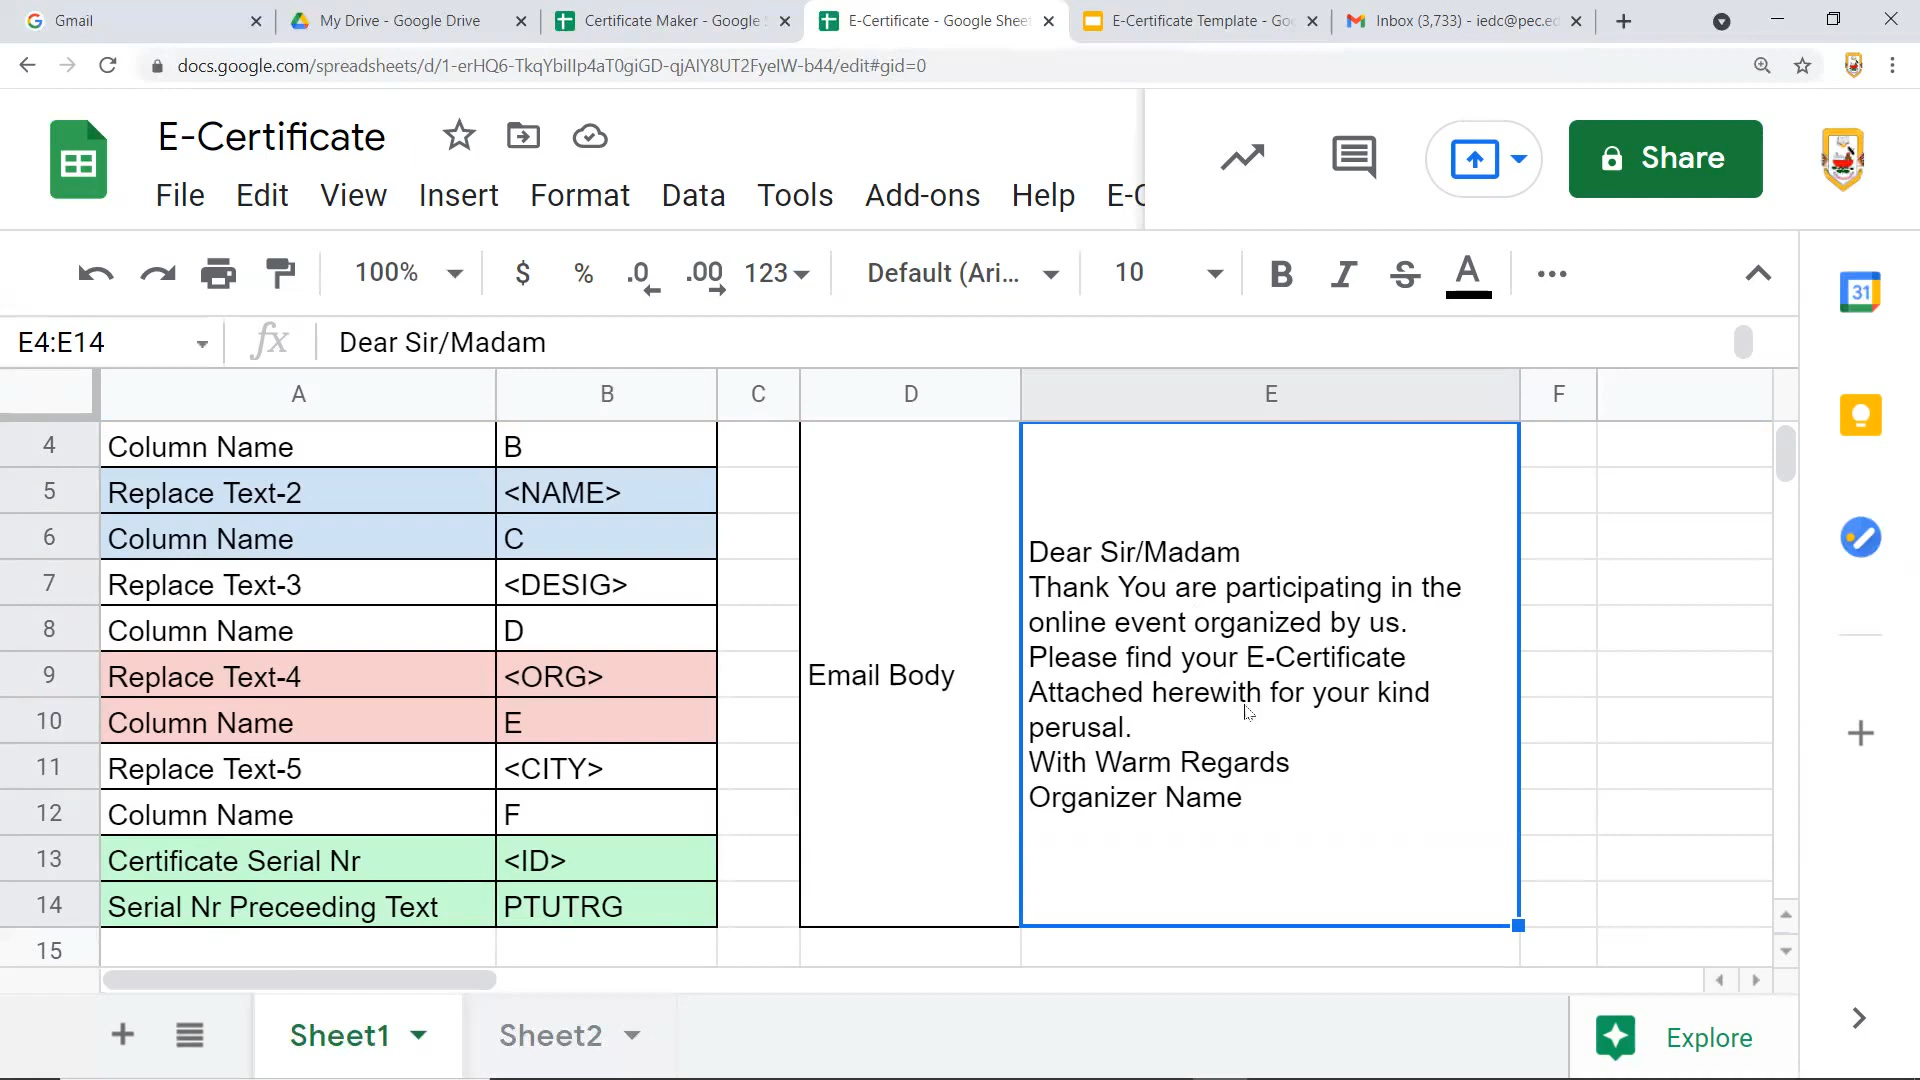 Gmail
My Drive - Google Drive
Certificate Maker - Google S
E-Certificate - Google Sheet
E-Certificate Template - Goo
Inbox (3,733) - iedc@pec.ed
docs.google.com/spreadsheets/d/1-erHQ6-TkqYbiIIp4aT0giGD-qjAIY8UT2FyeIW-b44/edit#gid=0
E-Certificate
File Edit View Insert Format Data Tools Add-ons Help E-C
Share
100% $ % .0 .00 123 Default (Ari... 10 B I S A
31
E4:E14 fx Dear Sir/Madam
A B C D E F
4 Column Name B
5 Replace Text-2 <NAME>
6 Column Name C
7 Replace Text-3 <DESIG>
8 Column Name D
9 Replace Text-4 <ORG>
10 Column Name E
11 Replace Text-5 <CITY>
12 Column Name F
13 Certificate Serial Nr <ID>
14 Serial Nr Preceeding Text PTUTRG
15
Email Body
Dear Sir/Madam
Thank You are participating in the
online event organized by us.
Please find your E-Certificate
Attached herewith for your kind
perusal.
With Warm Regards
Organizer Name
Sheet1 Sheet2
Explore